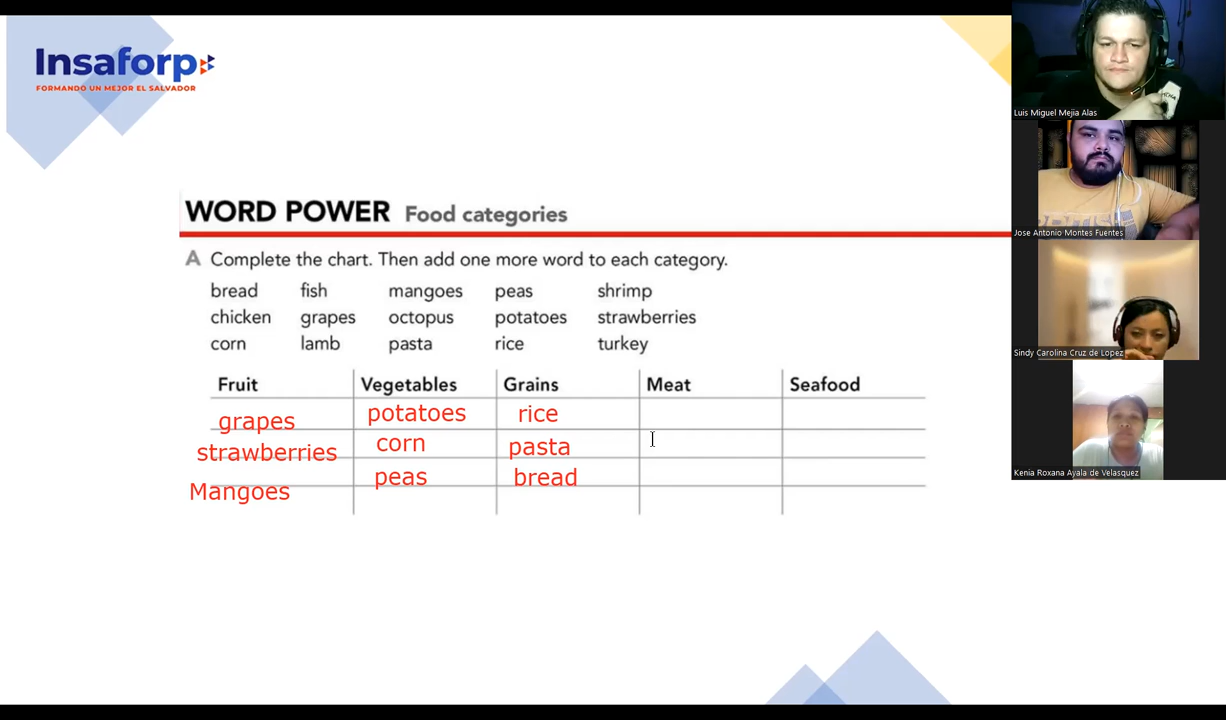 Insaforp
FORMANDO UN MEJOR EL SALVADOR
WORD POWER Food categories
A Complete the chart. Then add one more word to each category.
bread fish mangoes peas shrimp
chicken grapes octopus potatoes strawberries
corn lamb pasta rice turkey
Fruit Vegetables Grains Meat Seafood
grapes potatoes rice
strawberries corn pasta
Mangoes peas bread
Luis Miguel Mejia Alas
Jose Antonio Montes Fuentes
Sindy Carolina Cruz de Lopez
Kenia Roxana Ayala de Velasquez